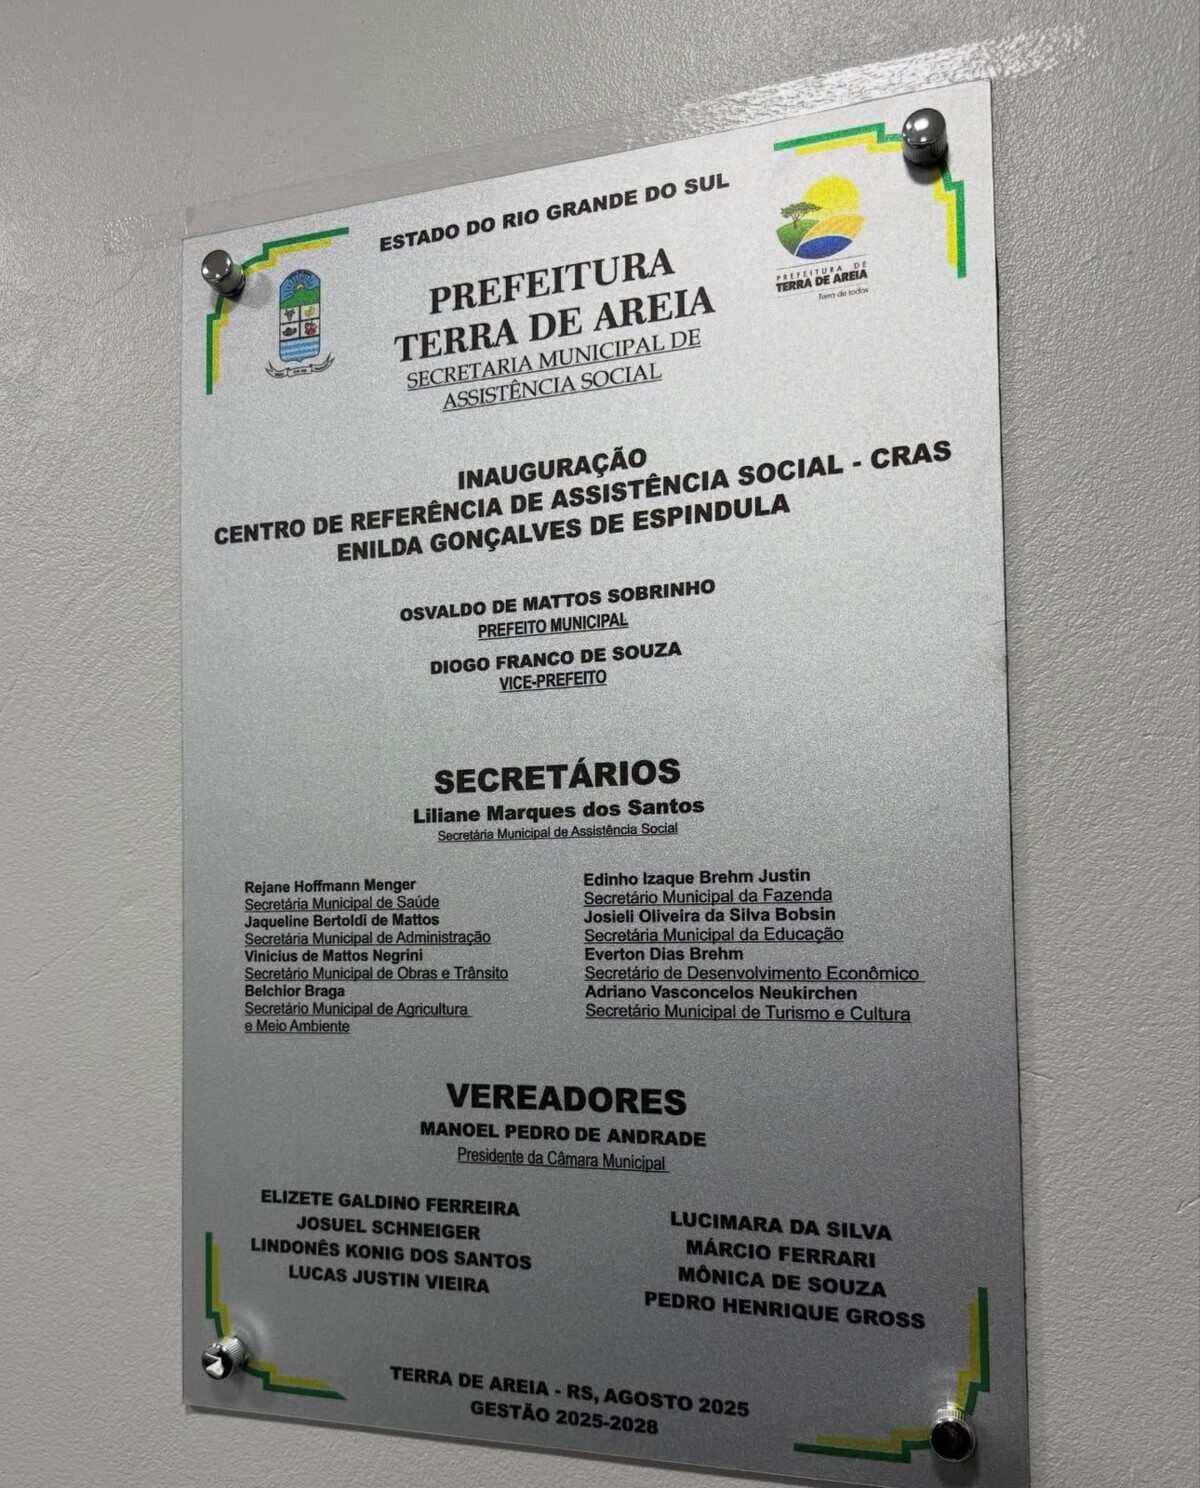 ESTADO DO RIO GRANDE DO SUL
PREFEITURA
TERRA DE AREIA
SECRETARIA MUNICIPAL DE
ASSISTÊNCIA SOCIAL
PREFEITURA DE
TERRA DE AREIA
Terra de todos
INAUGURAÇÃO
CENTRO DE REFERÊNCIA DE ASSISTÊNCIA SOCIAL - CRAS
ENILDA GONÇALVES DE ESPINDULA
OSVALDO DE MATTOS SOBRINHO
PREFEITO MUNICIPAL
DIOGO FRANCO DE SOUZA
VICE-PREFEITO
SECRETÁRIOS
Liliane Marques dos Santos
Secretária Municipal de Assistência Social
Rejane Hoffmann Menger
Secretária Municipal de Saúde
Jaqueline Bertoldi de Mattos
Secretária Municipal de Administração
Vinicius de Mattos Negrini
Secretário Municipal de Obras e Trânsito
Belchior Braga
Secretário Municipal de Agricultura
e Meio Ambiente
Edinho Izaque Brehm Justin
Secretário Municipal da Fazenda
Josieli Oliveira da Silva Bobsin
Secretária Municipal da Educação
Everton Dias Brehm
Secretário de Desenvolvimento Econômico
Adriano Vasconcelos Neukirchen
Secretário Municipal de Turismo e Cultura
VEREADORES
MANOEL PEDRO DE ANDRADE
Presidente da Câmara Municipal
ELIZETE GALDINO FERREIRA
JOSUEL SCHNEIGER
LINDONÊS KONIG DOS SANTOS
LUCAS JUSTIN VIEIRA
LUCIMARA DA SILVA
MÁRCIO FERRARI
MÔNICA DE SOUZA
PEDRO HENRIQUE GROSS
TERRA DE AREIA - RS, AGOSTO 2025
GESTÃO 2025-2028